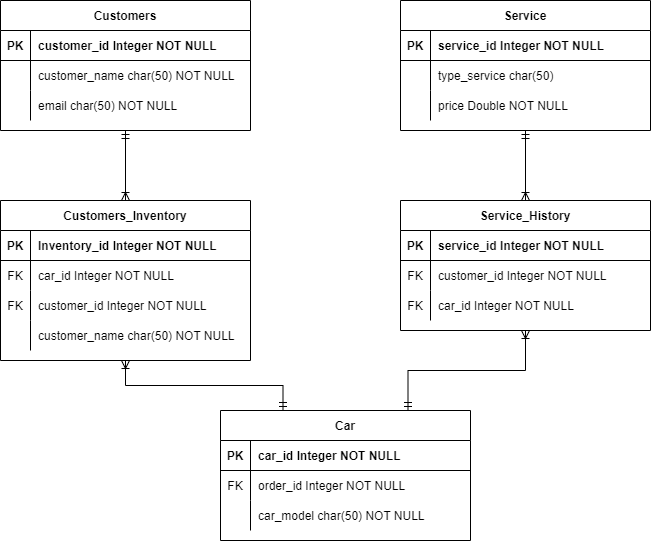 Customers
PK customer_id Integer NOT NULL
customer_name char(50) NOT NULL
email char(50) NOT NULL
Service
PK service_id Integer NOT NULL
type_service char(50)
price Double NOT NULL
Customers_Inventory
PK Inventory_id Integer NOT NULL
FK car_id Integer NOT NULL
FK customer_id Integer NOT NULL
customer_name char(50) NOT NULL
Service_History
PK service_id Integer NOT NULL
FK customer_id Integer NOT NULL
FK car_id Integer NOT NULL
Car
PK car_id Integer NOT NULL
FK order_id Integer NOT NULL
car_model char(50) NOT NULL